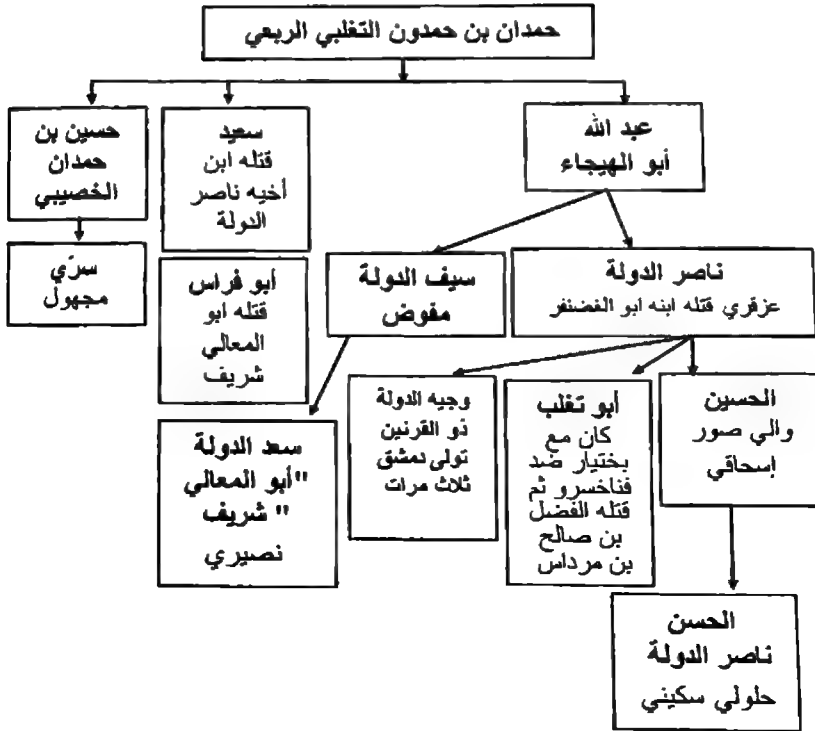 حمدان بن حمدون التغلبي الربعي
عبد الله
أبو الهيجاء
سعيد
قتله ابن
أخيه ناصر
الدولة
حسين بن
حمدان
الخصيبي
ناصر الدولة
عزقري قتله ابنه ابو الغضنفر
سيف الدولة
مفوض
أبو فراس
قتله ابو
المعالي
شريف
سري
مجهول
الحسين
والي صور
إسحاقي
أبو تغلب
كان مع
بختيار ضد
فناخسرو ثم
قتله الفضل
بن صالح
بن مرداس
وجيه الدولة
ذو القرنين
تولى دمشق
ثلاث مرات
سعد الدولة
"أبو المعالي
شريف "
نصيري
الحسن
ناصر الدولة
حلولي سكيني